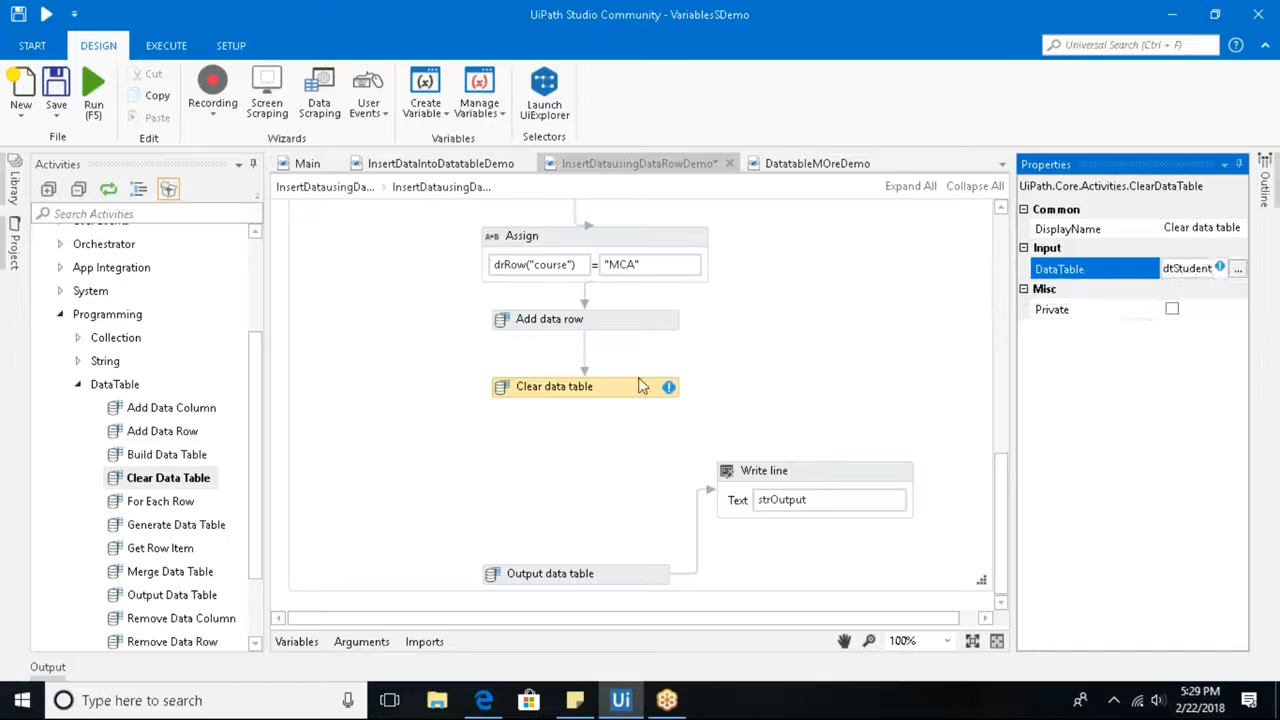 UiPath Studio Community - VariablesSDemo
START DESIGN EXECUTE SETUP
Universal Search (Ctrl + F)
New Save Run (F5) Cut Copy Paste Recording Screen Scraping Data Scraping User Events Create Variable Manage Variables Launch UiExplorer
File Edit Wizards Variables Selectors
Library
Project
Activities
Search Activities
Orchestrator
App Integration
System
Programming
Collection
String
DataTable
Add Data Column
Add Data Row
Build Data Table
Clear Data Table
For Each Row
Generate Data Table
Get Row Item
Merge Data Table
Output Data Table
Remove Data Column
Remove Data Row
Main InsertDataIntoDatatableDemo InsertDatausingDataRowDemo* DatatableMOreDemo
InsertDatausingDa... InsertDatausingDa... Expand All Collapse All
A+B Assign
drRow("course") = "MCA"
Add data row
Clear data table
Write line
Text strOutput
Output data table
Variables Arguments Imports 100%
Properties
UiPath.Core.Activities.ClearDataTable
Common
DisplayName Clear data table
Input
DataTable dtStudent ...
Misc
Private
Outline
Output
Type here to search
Ui
5:29 PM
2/22/2018